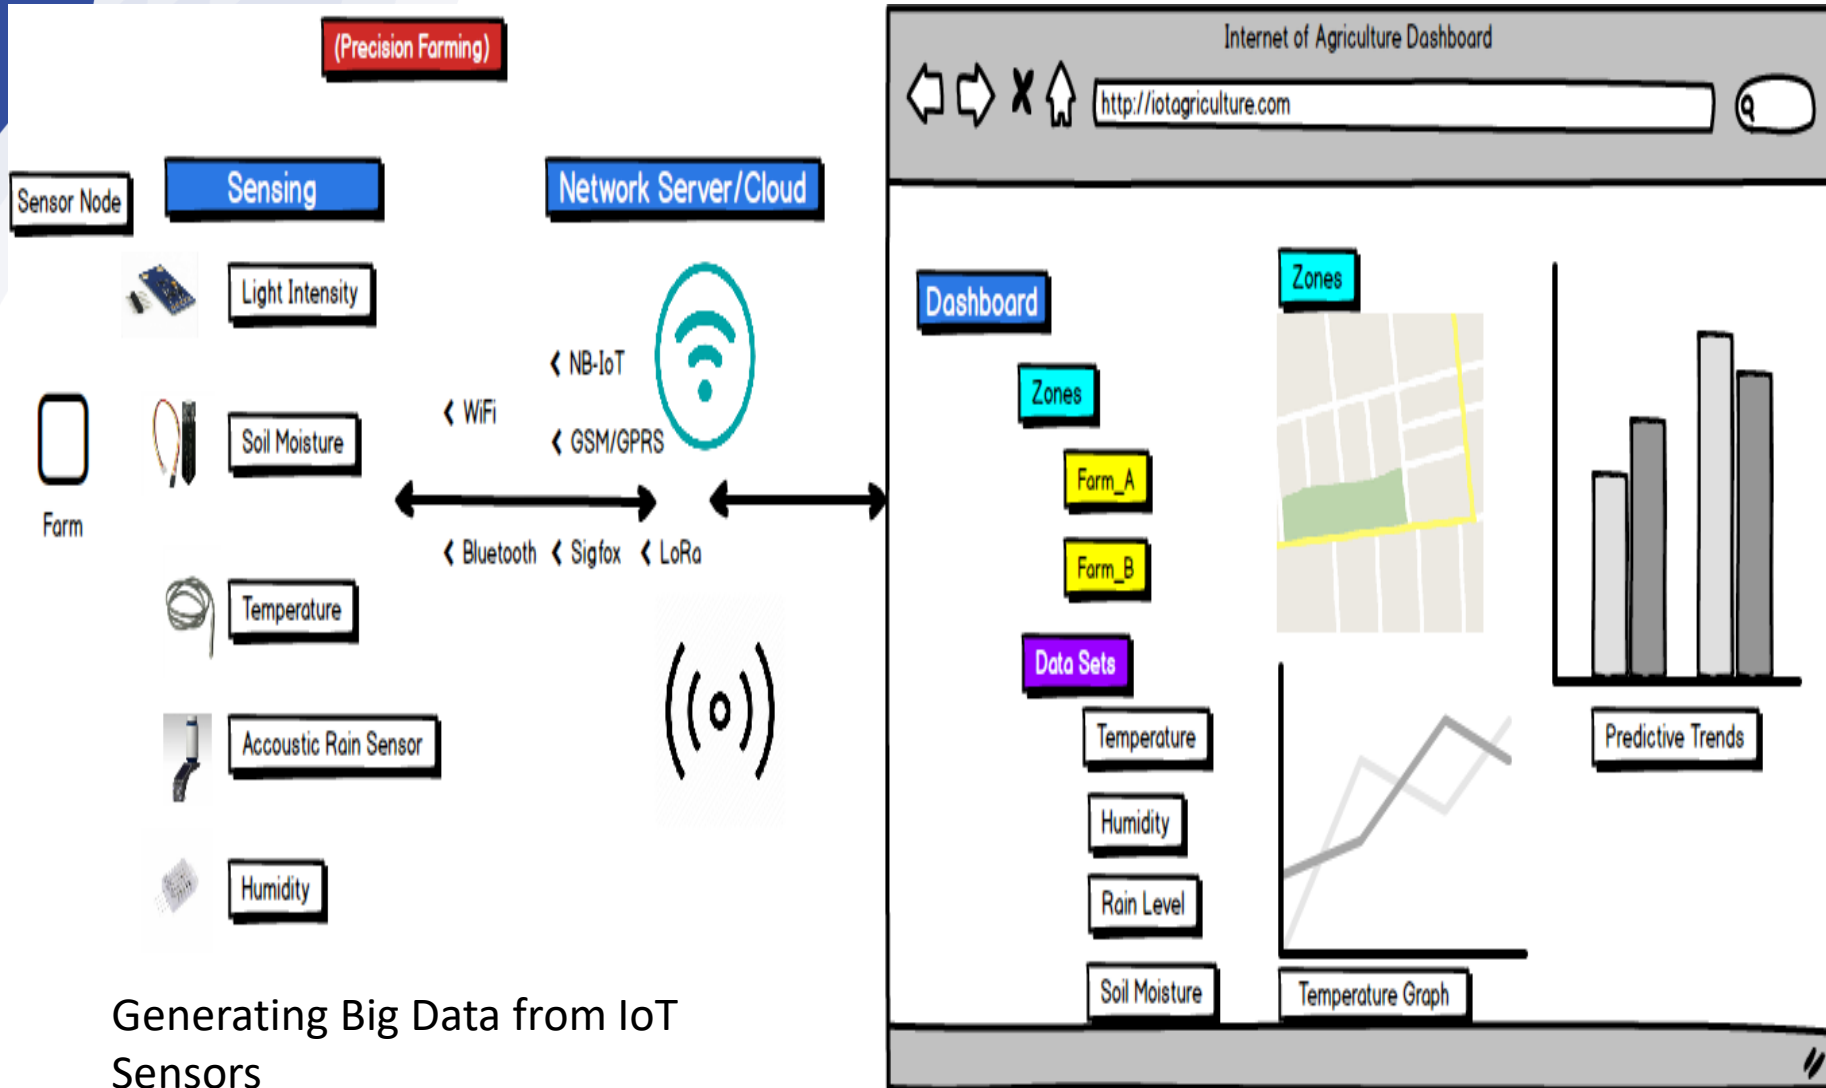 (Precision Farming)
Sensor Node
Sensing
Network Server/Cloud
Light Intensity
Soil Moisture
Farm
Temperature
Accoustic Rain Sensor
Humidity
< NB-IoT
< WiFi
< GSM/GPRS
< Bluetooth < Sigfox < LoRa
Generating Big Data from IoT
Sensors
Internet of Agriculture Dashboard
http://iotagriculture.com
Dashboard
Zones
Farm_A
Farm_B
Data Sets
Temperature
Humidity
Rain Level
Soil Moisture
Zones
Temperature Graph
Predictive Trends